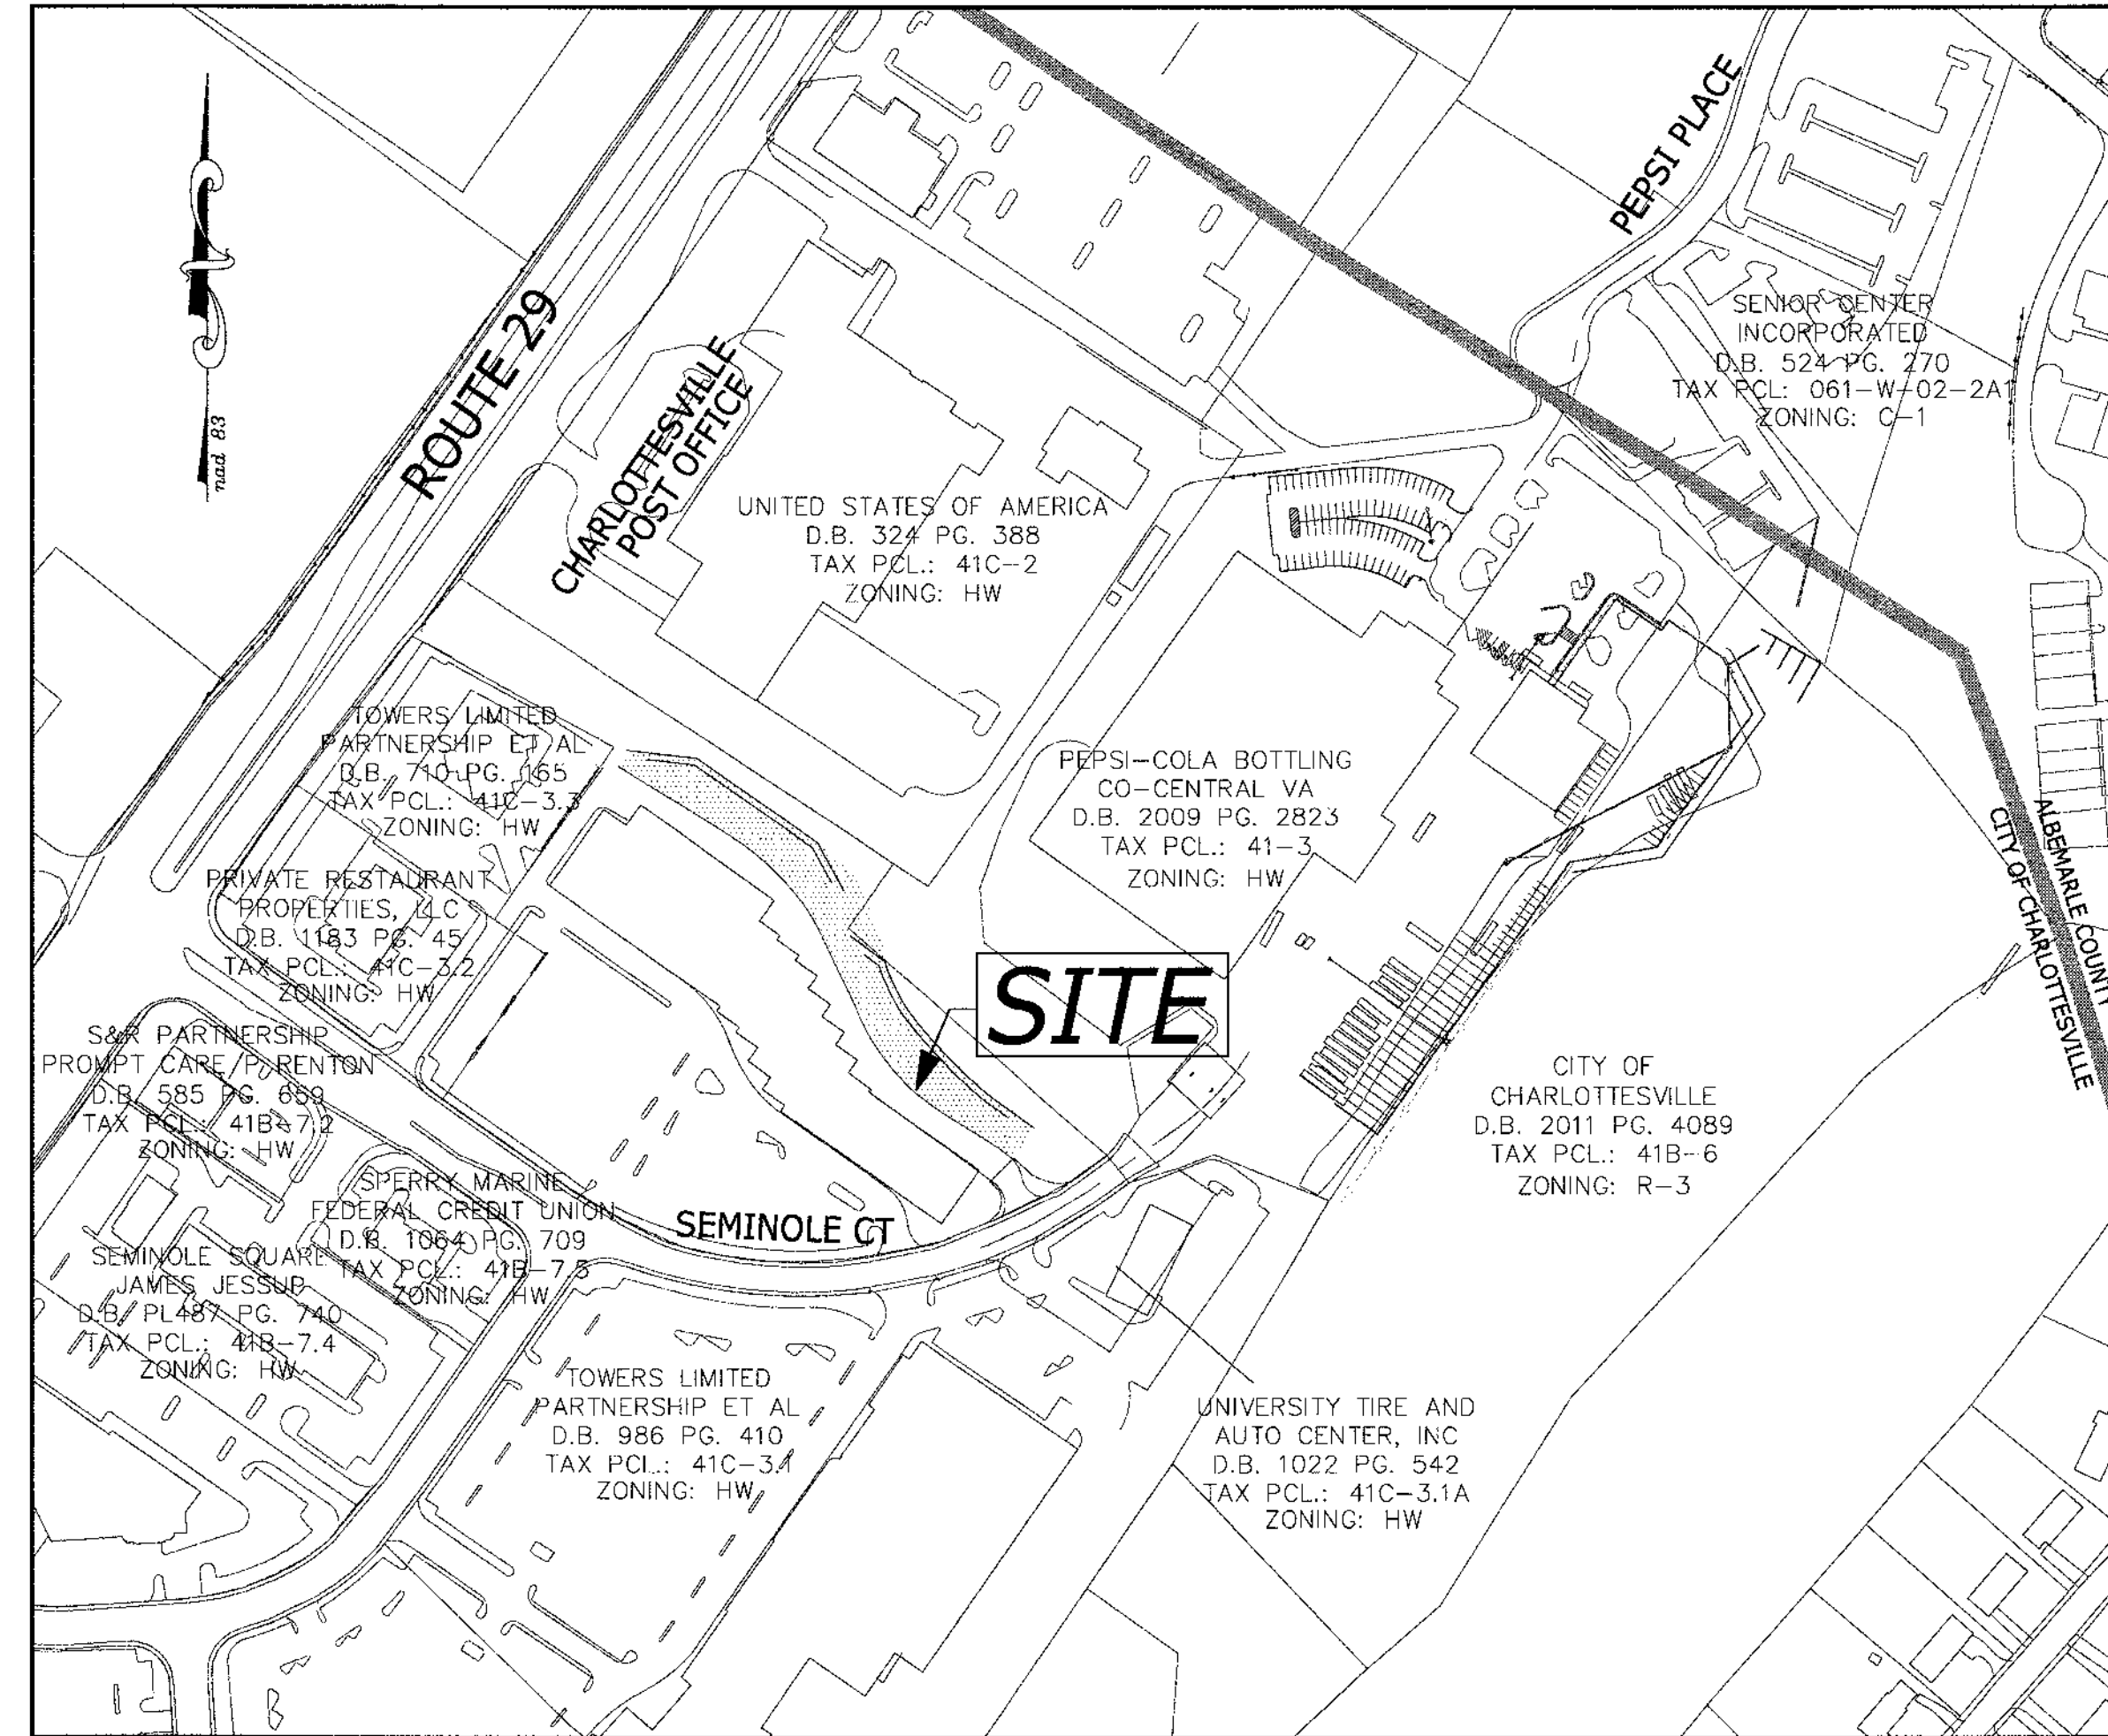 PEPSI PLACE
nad 83
ROUTE 29
CHARLOTTESVILLE
POST OFFICE
SENIOR CENTER
INCORPORATED
D.B. 524 PG. 270
TAX PCL: 061-W-02-2A1
ZONING: C-1
UNITED STATES OF AMERICA
D.B. 324 PG. 388
TAX PCL.: 41C-2
ZONING: HW
TOWERS LIMITED
PARTNERSHIP ET AL
D.B. 710 PG. 165
TAX PCL.: 41C-3.3
ZONING: HW
PEPSI-COLA BOTTLING
CO-CENTRAL VA
D.B. 2009 PG. 2823
TAX PCL.: 41-3
ZONING: HW
ALBEMARLE COUNTY
CITY OF CHARLOTTESVILLE
PRIVATE RESTAURANT
PROPERTIES, LLC
D.B. 1183 PG. 45
TAX PCL.: 41C-3.2
ZONING: HW
SITE
S&R PARTNERSHIP
PROMPT CARE/P. RENTON
D.B. 585 PG. 659
TAX PCL.: 41B-7.2
ZONING: HW
CITY OF
CHARLOTTESVILLE
D.B. 2011 PG. 4089
TAX PCL.: 41B-6
ZONING: R-3
SPERRY MARINE
FEDERAL CREDIT UNION
D.B. 1064 PG. 709
TAX PCL.: 41B-7.5
ZONING: HW
SEMINOLE CT
SEMINOLE SQUARE
JAMES JESSUP
D.B. PL487 PG. 740
TAX PCL.: 41B-7.4
ZONING: HW
TOWERS LIMITED
PARTNERSHIP ET AL
D.B. 986 PG. 410
TAX PCL.: 41C-3.1
ZONING: HW
UNIVERSITY TIRE AND
AUTO CENTER, INC
D.B. 1022 PG. 542
TAX PCL.: 41C-3.1A
ZONING: HW